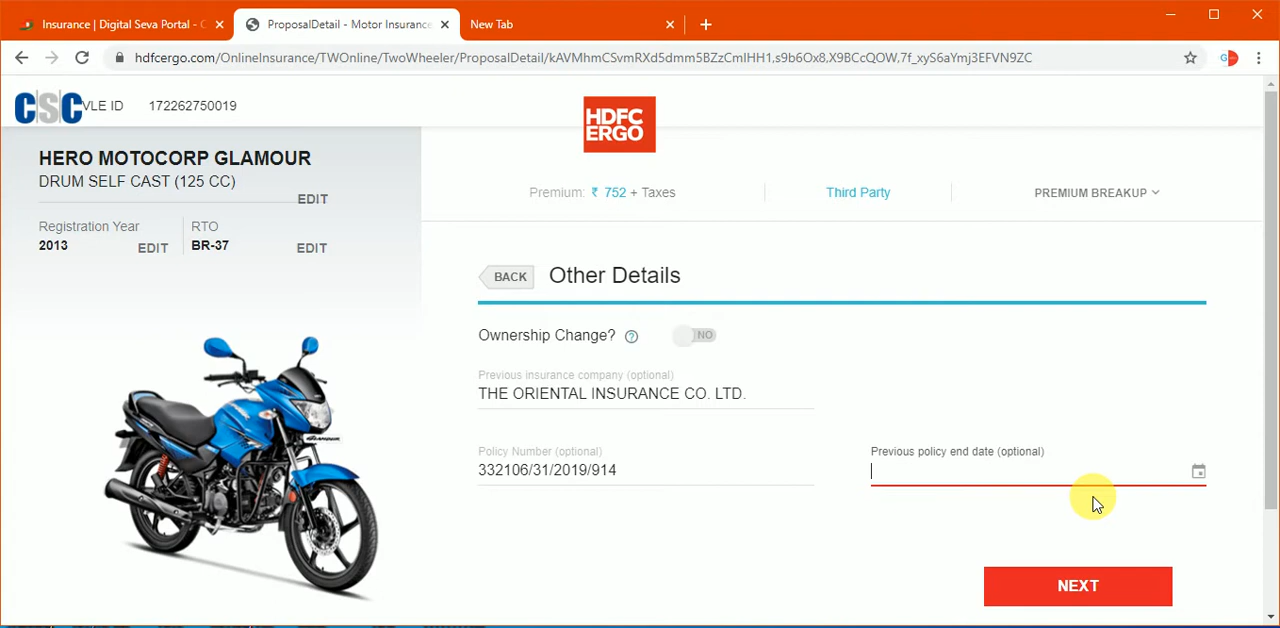 Insurance | Digital Seva Portal - C
ProposalDetail - Motor Insurance
New Tab
hdfcergo.com/OnlineInsurance/TWOnline/TwoWheeler/ProposalDetail/kAVMhmCSvmRXd5dmm5BZzCmIHH1,s9b6Ox8,X9BCcQOW,7f_xyS6aYmj3EFVN9ZC
CSC VLE ID 172262750019
HDFC
ERGO
HERO MOTOCORP GLAMOUR
DRUM SELF CAST (125 CC)
EDIT
Registration Year
2013
EDIT
RTO
BR-37
EDIT
Premium: ₹ 752 + Taxes
Third Party
PREMIUM BREAKUP
BACK
Other Details
Ownership Change? ? NO
Previous insurance company (optional)
THE ORIENTAL INSURANCE CO. LTD.
Policy Number (optional)
332106/31/2019/914
Previous policy end date (optional)
NEXT